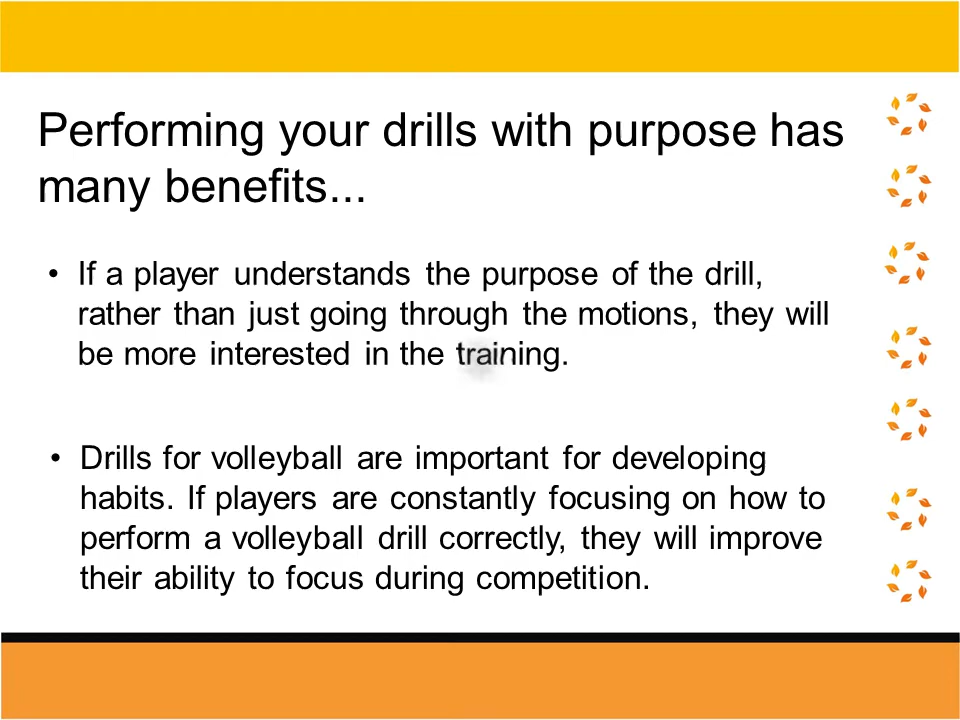 Performing your drills with purpose has
many benefits...
• If a player understands the purpose of the drill,
rather than just going through the motions, they will
be more interested in the training.
• Drills for volleyball are important for developing
habits. If players are constantly focusing on how to
perform a volleyball drill correctly, they will improve
their ability to focus during competition.